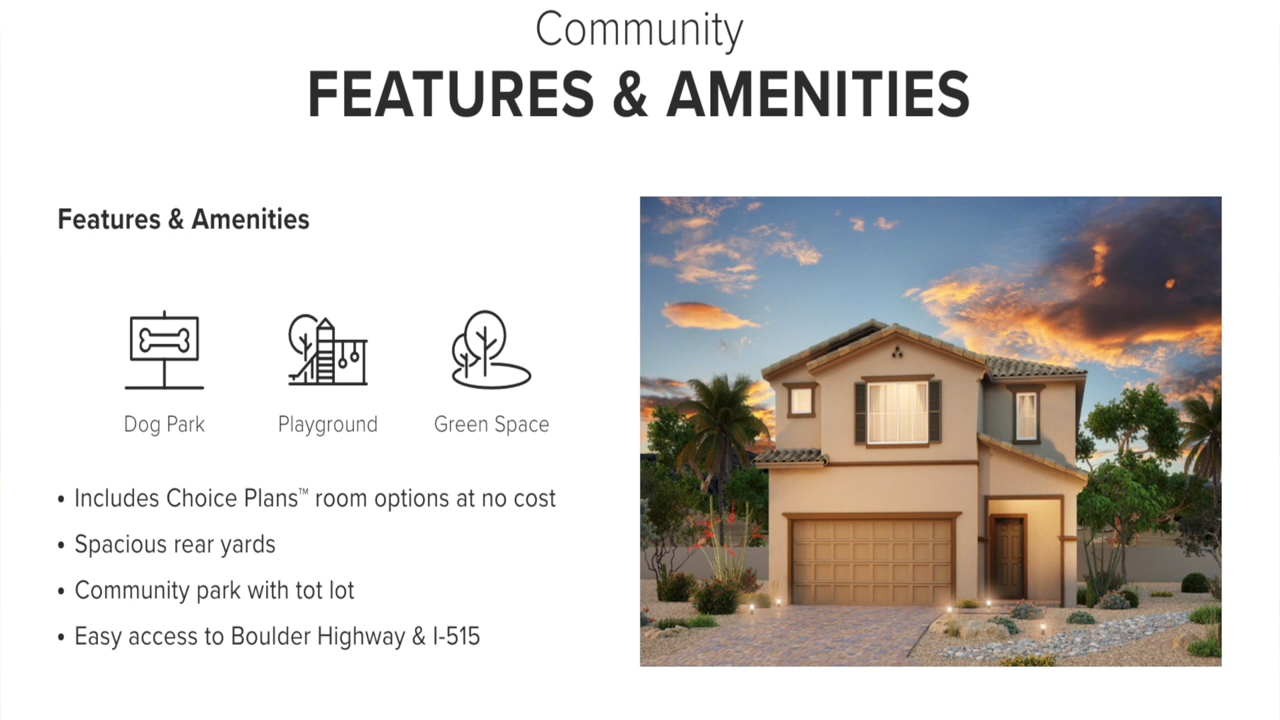 Community
FEATURES & AMENITIES
Features & Amenities
Dog Park
Playground
Green Space
• Includes Choice Plans™ room options at no cost
• Spacious rear yards
• Community park with tot lot
• Easy access to Boulder Highway & I-515